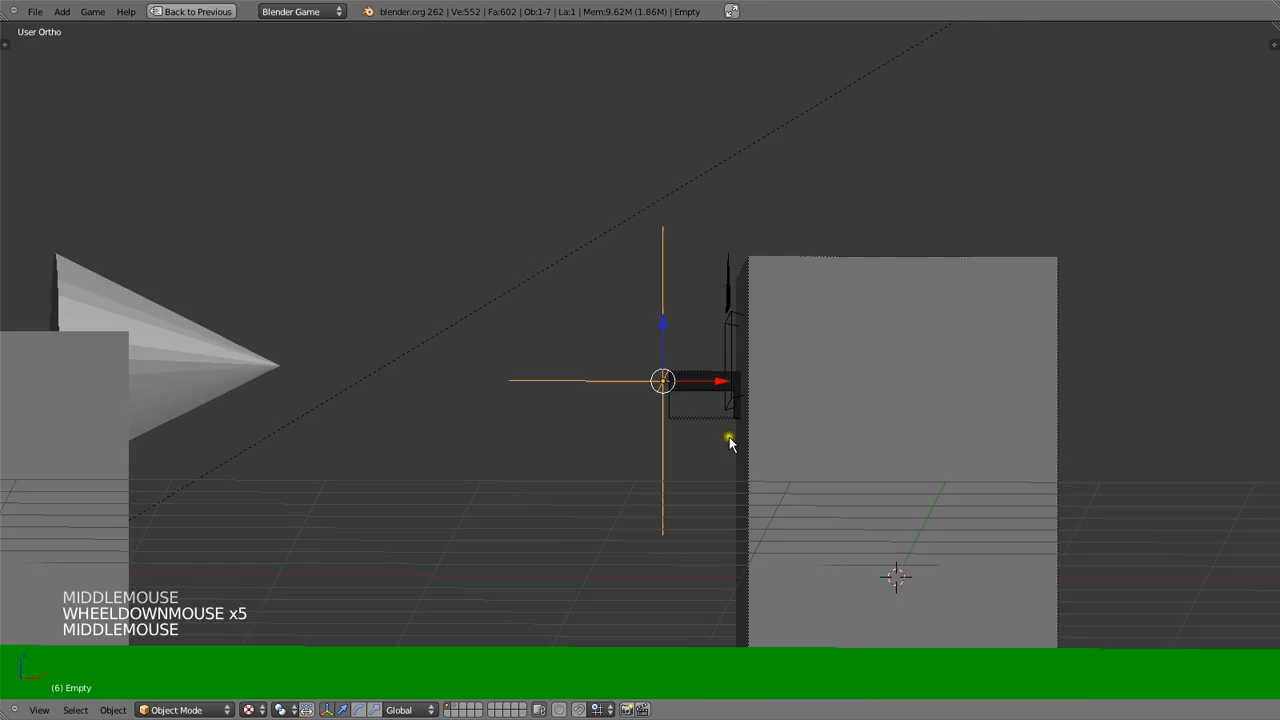 File Add Game Help Back to Previous Blender Game blender.org 262 | Ve:552 | Fa:602 | Ob:1-7 | La:1 | Mem:9.62M (1.86M) | Empty
User Ortho
MIDDLEMOUSE
WHEELDOWNMOUSE x5
MIDDLEMOUSE
(6) Empty
View Select Object Object Mode Global